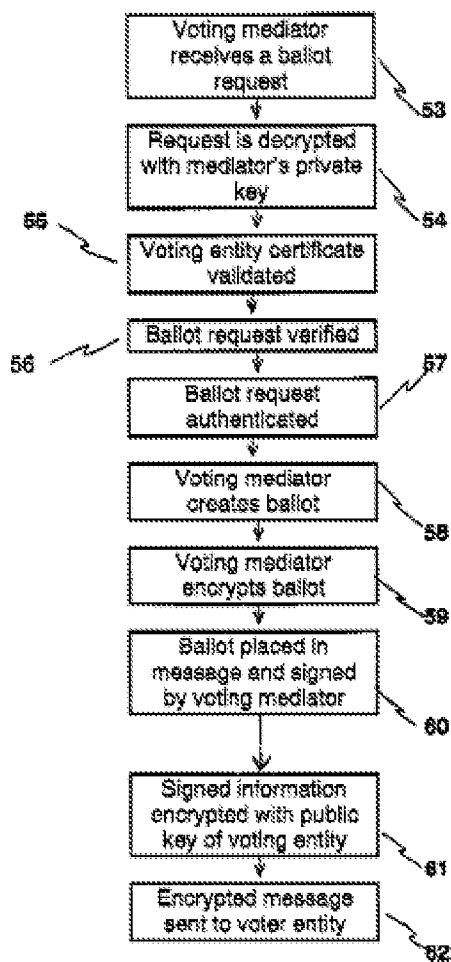 Voting mediator
receives a ballot
request
53
Request is decrypted
with mediator's private
key
54
55
Voting entity certificate
validated
Ballot request verified
56
57
Ballot request
authenticated
Voting mediator
creates ballot
58
Voting mediator
encrypts ballot
59
Ballot placed in
message and signed
by voting mediator
60
Signed information
encrypted with public
key of voting entity
61
Encrypted message
sent to voter entity
62